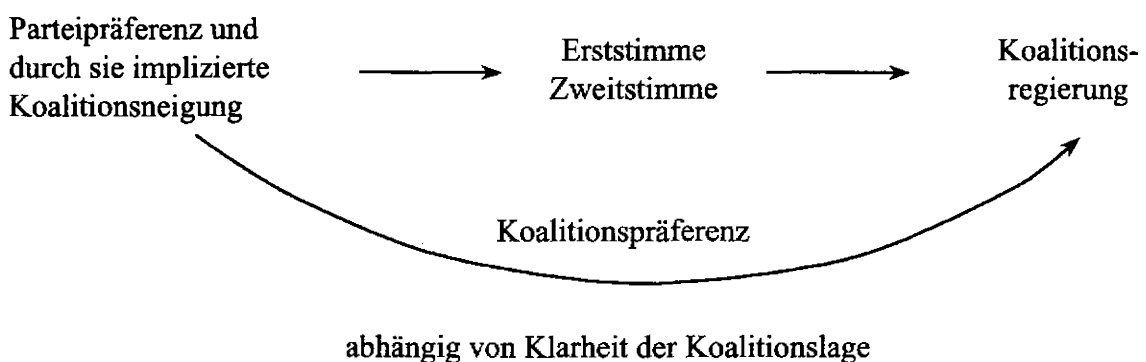 Parteipräferenz und
durch sie implizierte
Koalitionsneigung
Erststimme
Zweitstimme
Koalitions-
regierung
Koalitionspräferenz
abhängig von Klarheit der Koalitionslage